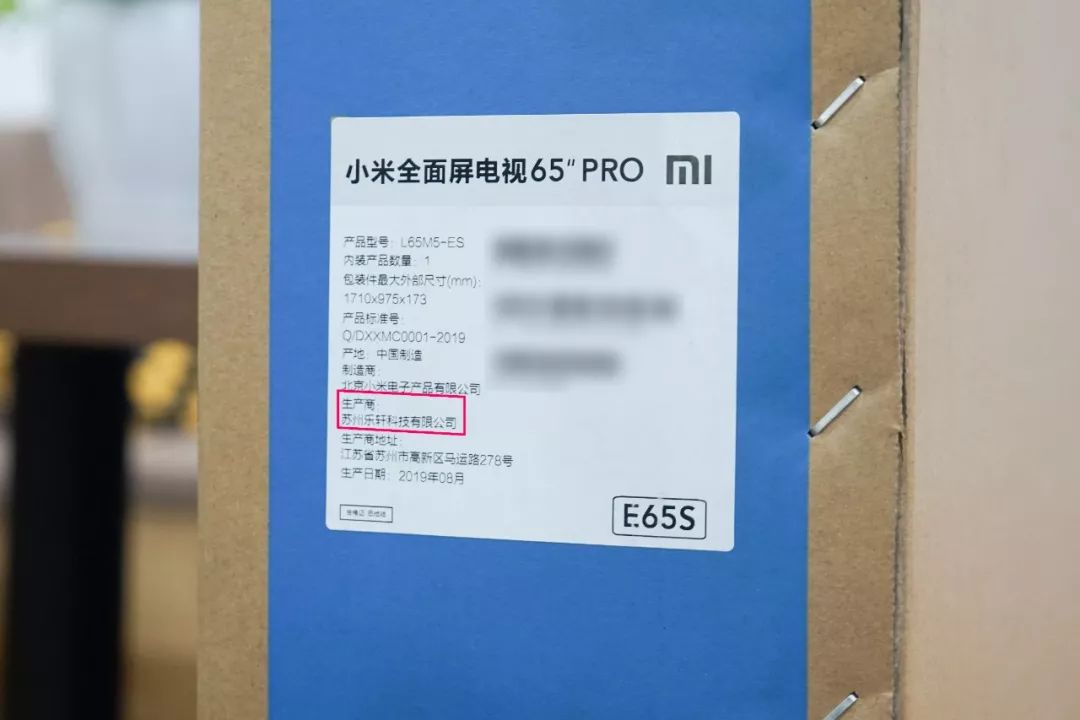 小米全面屏电视65" PRO
产品型号：L65M5-ES
内装产品数量：1
包装件最大外部尺寸(mm)：
1710x975x173
产品标准号：
Q/DXXMC0001-2019
产地：中国制造
制造商：
北京小米电子产品有限公司
生产商：
苏州乐轩科技有限公司
生产商地址：
江苏省苏州市高新区马运路278号
生产日期：2019年08月
E65S